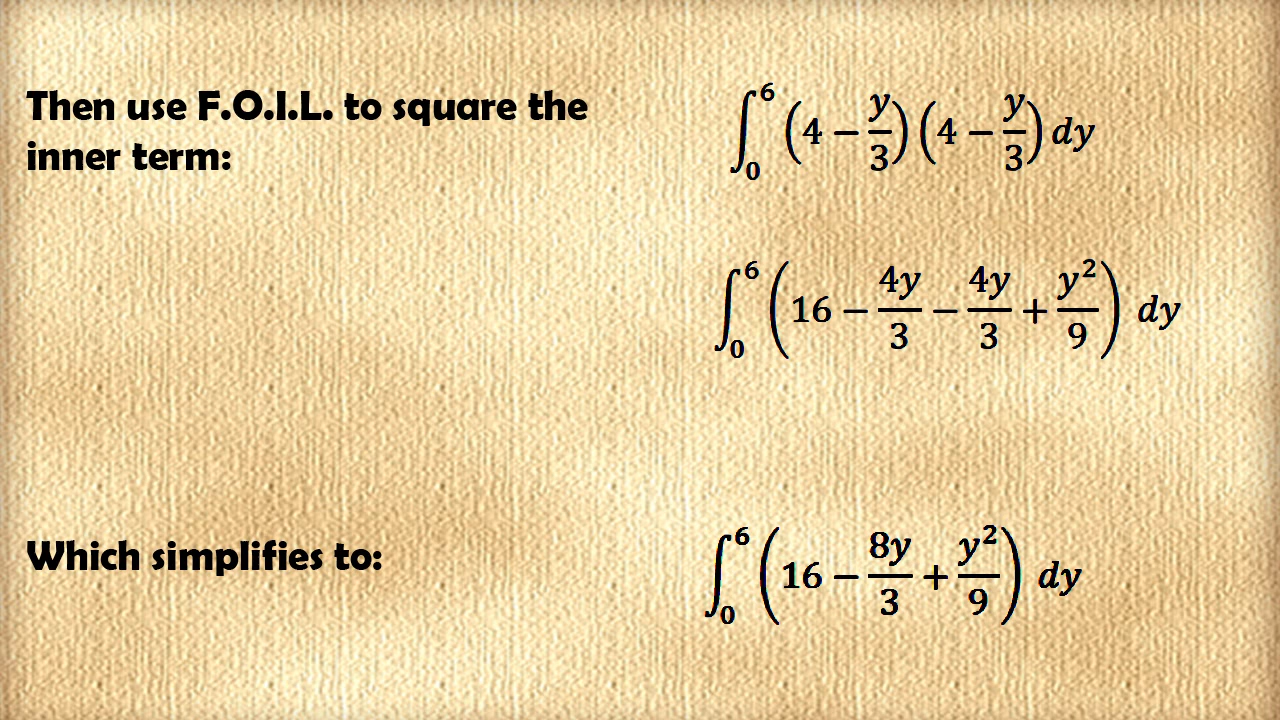 Then use F.O.I.L. to square the
inner term:
∫₀⁶ (4 − y/3)(4 − y/3) dy
∫₀⁶ (16 − 4y/3 − 4y/3 + y²/9) dy
Which simplifies to:
∫₀⁶ (16 − 8y/3 + y²/9) dy